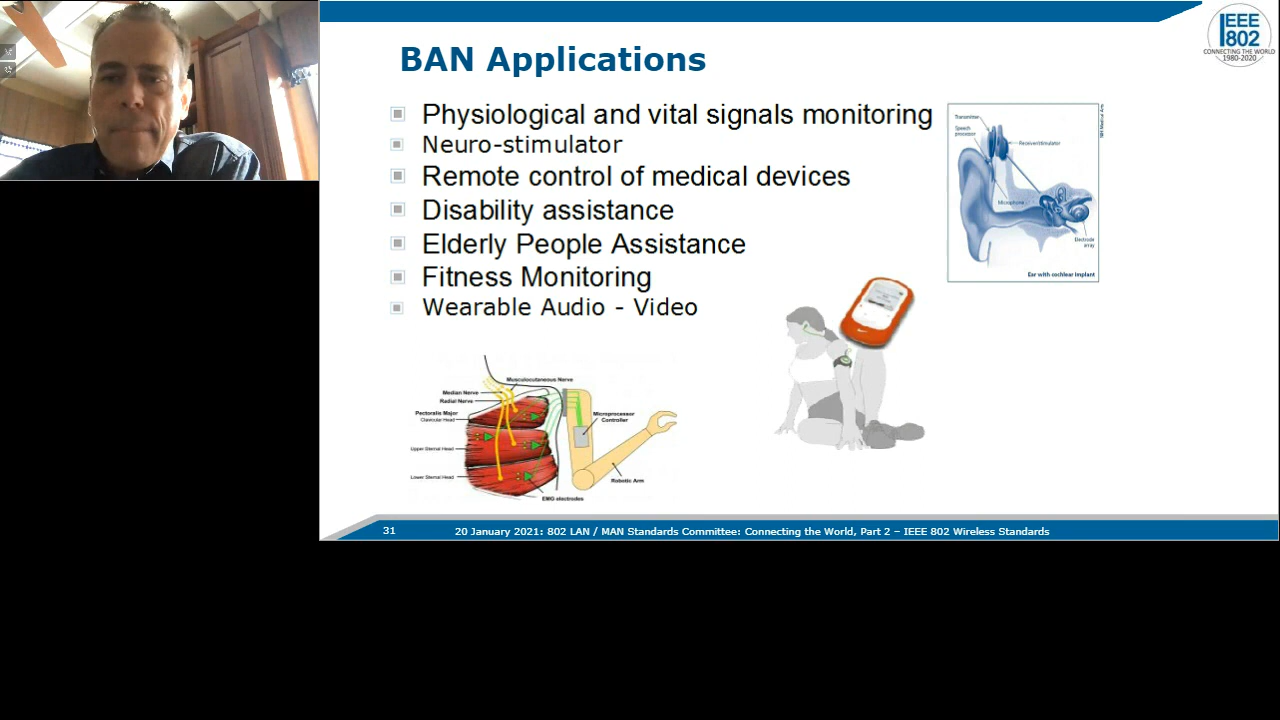 IEEE
802
CONNECTING THE WORLD
1980-2020
BAN Applications
Physiological and vital signals monitoring
Neuro-stimulator
Remote control of medical devices
Disability assistance
Elderly People Assistance
Fitness Monitoring
Wearable Audio - Video
Transmitter
Speech
processor
Receiver/stimulator
Microphone
Electrode
array
Ear with cochlear implant
Musculocutaneous Nerve
Median Nerve
Radial Nerve
Pectoralis Major
Clavicular Head
Upper Sternal Head
Lower Sternal Head
EMG electrodes
Microprocessor
Controller
Robotic Arm
31
20 January 2021: 802 LAN / MAN Standards Committee: Connecting the World, Part 2 – IEEE 802 Wireless Standards